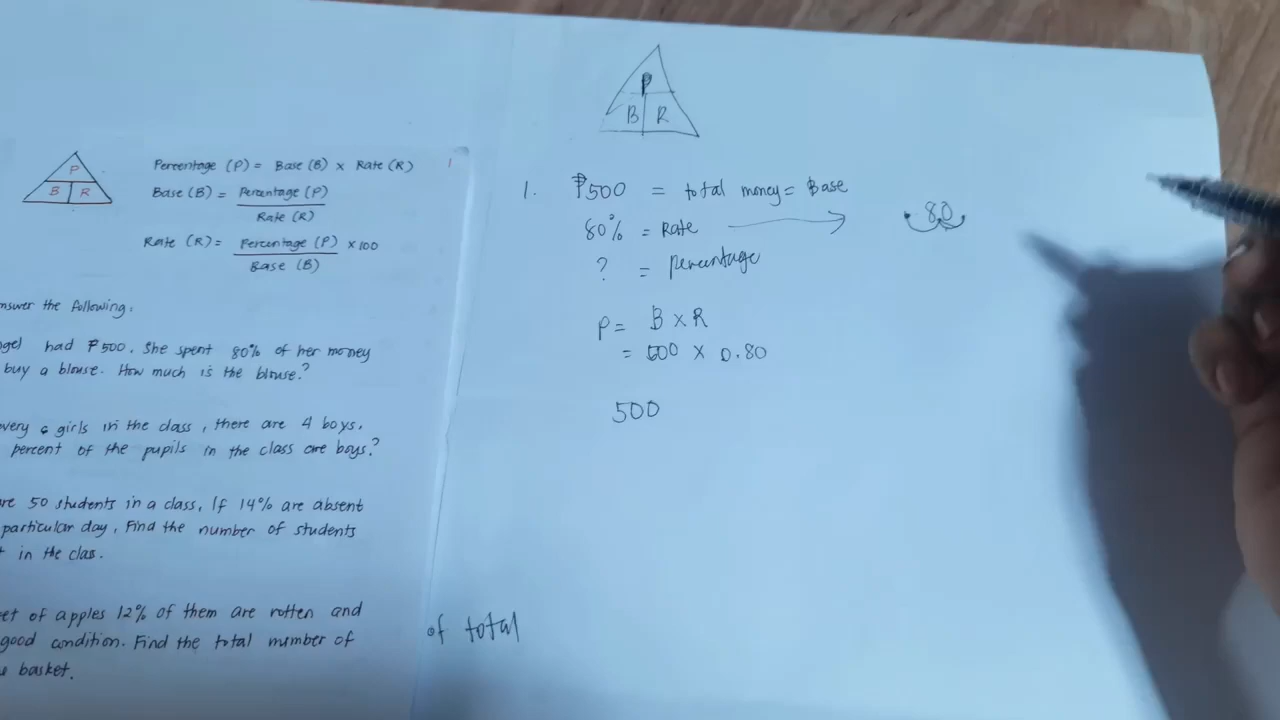 P
B R
Percentage (P) = Base (B) x Rate (R)
Base (B) = Percentage (P)
Rate (R)
Rate (R) = Percentage (P) x 100
Base (B)
nswer the following:
gel had ₱500. She spent 80% of her money
buy a blouse. How much is the blouse?
very 6 girls in the class, there are 4 boys.
percent of the pupils in the class are boys?
re 50 students in a class, If 14% are absent
particular day, Find the number of students
t in the clas.
et of apples 12% of them are rotten and
good condition. Find the total number of
basket.
P
B R
1. ₱500 = total money = Base
80% = Rate
80
? = percentage
P = B x R
= 500 x 0.80
500
of total